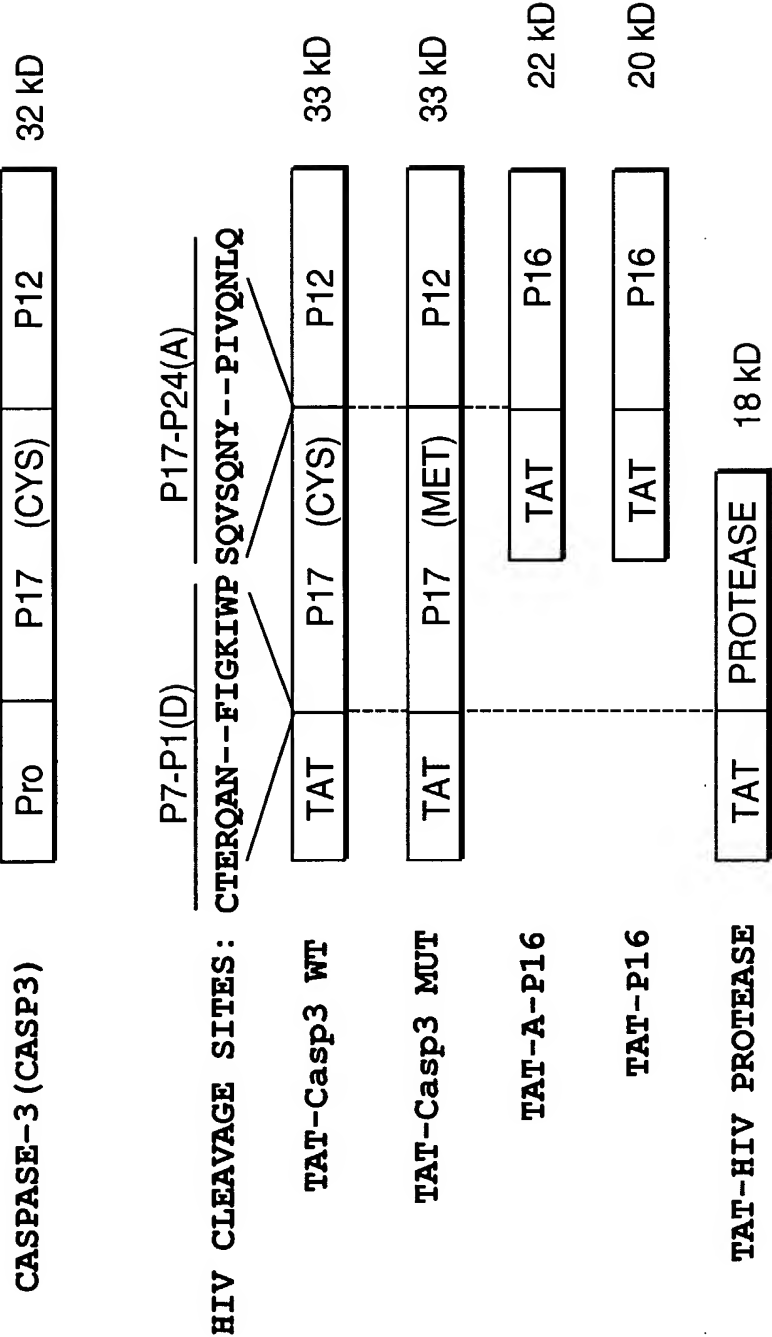 CASPASE-3 (CASP3) Pro P17 (CYS) P12 32 kD
P7-P1(D) P17-P24(A)
HIV CLEAVAGE SITES: CTERQAN--FIGKIWP SQVSQNY--PIVQNLQ
TAT-Casp3 WT TAT P17 (CYS) P12 33 kD
TAT-Casp3 MUT TAT P17 (MET) P12 33 kD
TAT-A-P16 TAT P16 22 kD
TAT-P16 TAT P16 20 kD
TAT-HIV PROTEASE TAT PROTEASE 18 kD